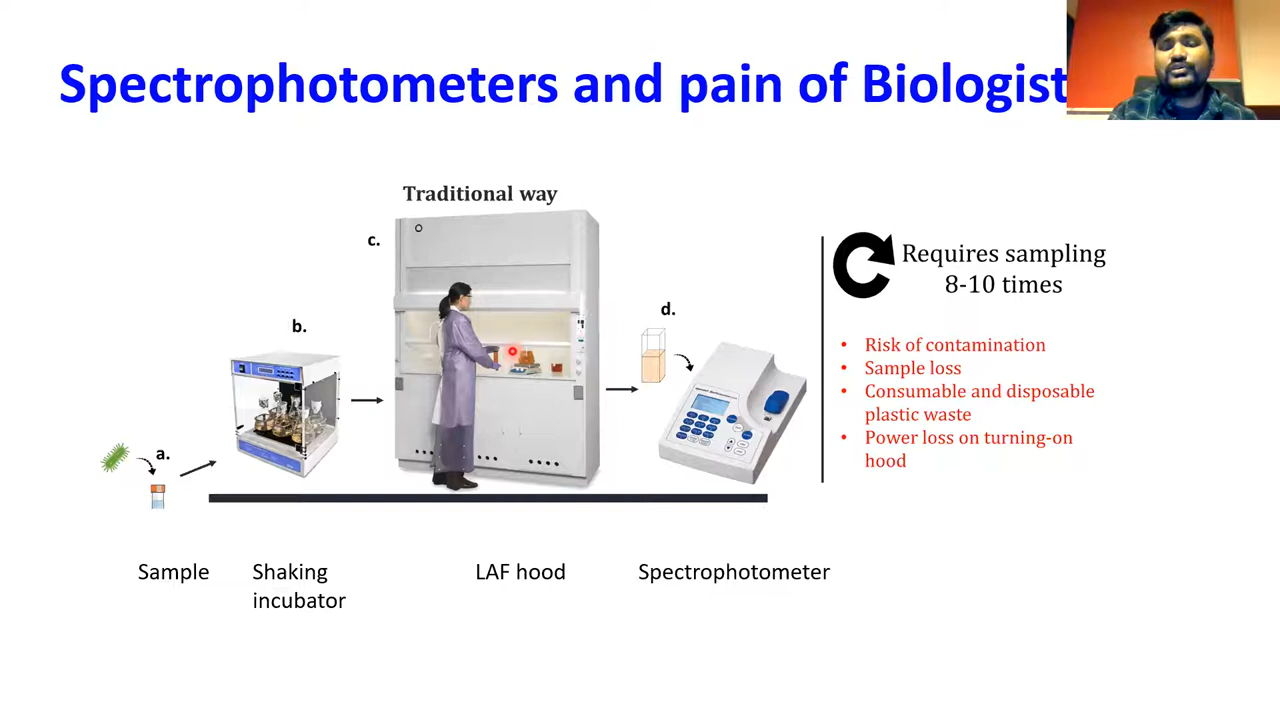 Spectrophotometers and pain of Biologist
Traditional way
c.
Requires sampling
8-10 times
d.
b.
• Risk of contamination
• Sample loss
• Consumable and disposable
plastic waste
• Power loss on turning-on
hood
a.
Sample
Shaking
incubator
LAF hood
Spectrophotometer